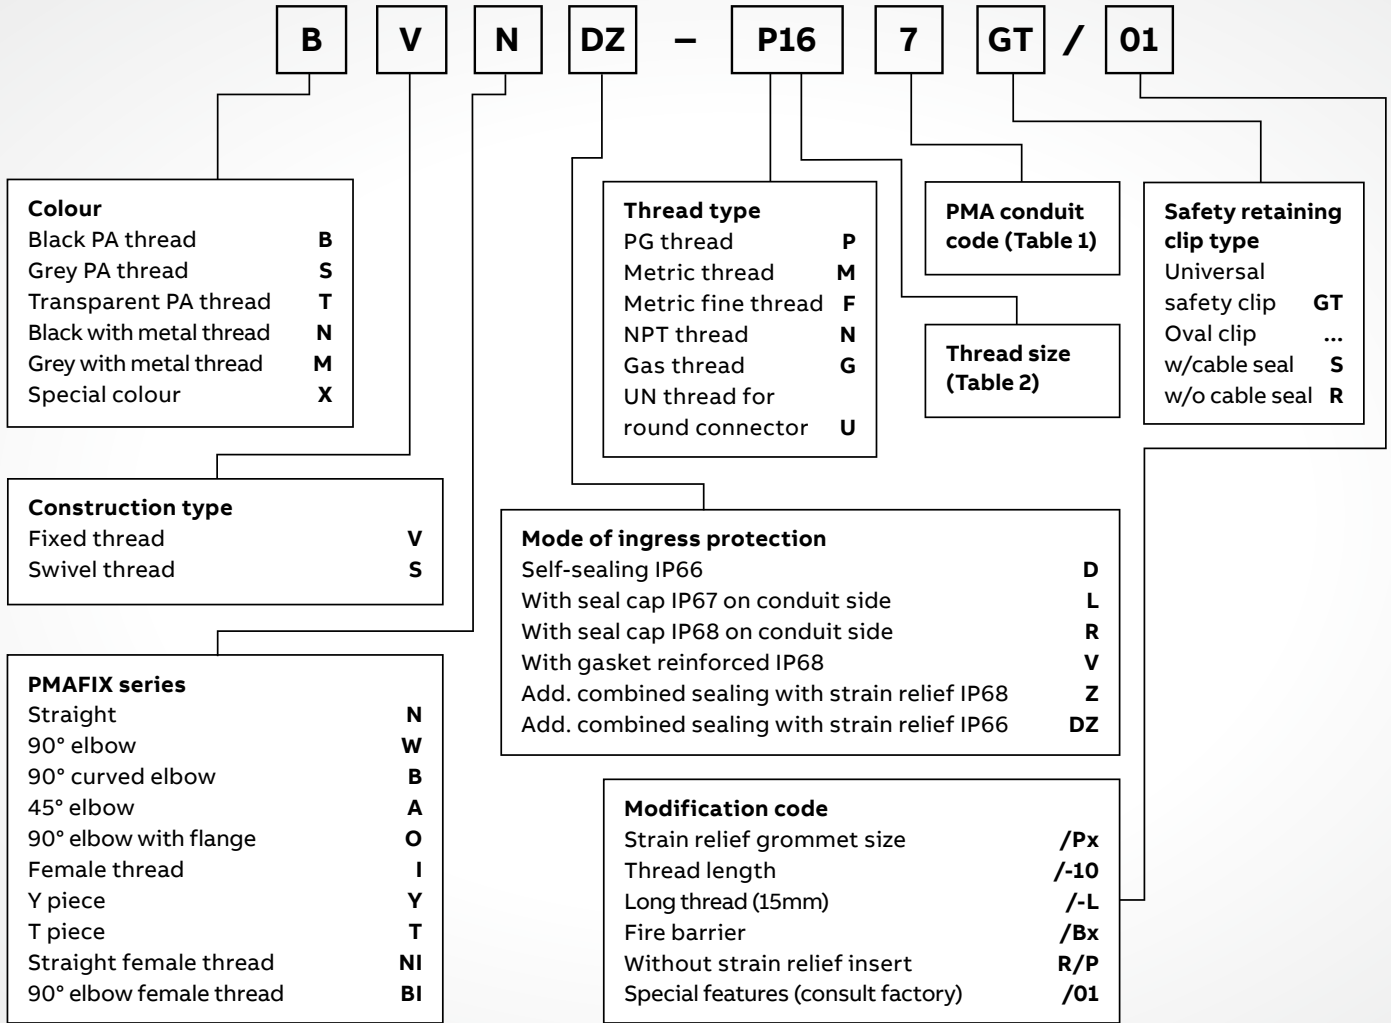 B V N DZ – P16 7 GT / 01
Colour
Black PA thread B
Grey PA thread S
Transparent PA thread T
Black with metal thread N
Grey with metal thread M
Special colour X
Thread type
PG thread P
Metric thread M
Metric fine thread F
NPT thread N
Gas thread G
UN thread for
round connector U
PMA conduit
code (Table 1)
Thread size
(Table 2)
Safety retaining
clip type
Universal
safety clip GT
Oval clip ...
w/cable seal S
w/o cable seal R
Construction type
Fixed thread V
Swivel thread S
Mode of ingress protection
Self-sealing IP66 D
With seal cap IP67 on conduit side L
With seal cap IP68 on conduit side R
With gasket reinforced IP68 V
Add. combined sealing with strain relief IP68 Z
Add. combined sealing with strain relief IP66 DZ
PMAFIX series
Straight N
90° elbow W
90° curved elbow B
45° elbow A
90° elbow with flange O
Female thread I
Y piece Y
T piece T
Straight female thread NI
90° elbow female thread BI
Modification code
Strain relief grommet size /Px
Thread length /-10
Long thread (15mm) /-L
Fire barrier /Bx
Without strain relief insert R/P
Special features (consult factory) /01